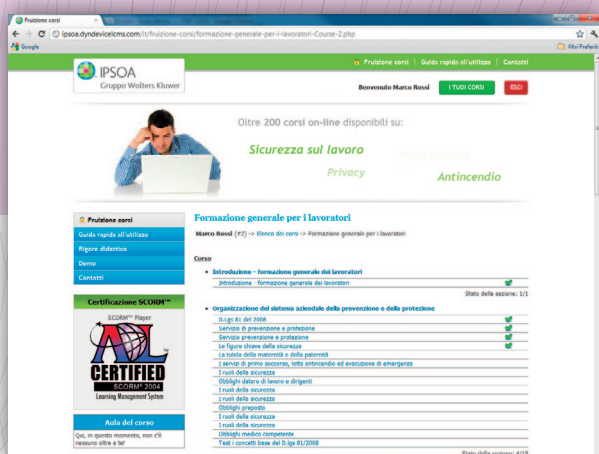 Fruizione corsi
ipsoa.dyndevicelcms.com/it/fruizione-corsi/formazione-generale-per-i-lavoratori-Course-2.php
Google
Altri Preferiti
IPSOA
Gruppo Wolters Kluwer
Fruizione corsi | Guida rapida all'utilizzo | Contatti
Benvenuto Marco Rossi
I TUOI CORSI
ESCI
Oltre 200 corsi on-line disponibili su:
Sicurezza sul lavoro
Privacy
Antincendio
Fruizione corsi
Guida rapida all'utilizzo
Rigore didattico
Demo
Contatti
Certificazione SCORM™
SCORM™ Player
ADL
CERTIFIED
SCORM® 2004
Learning Management System
Aula del corso
Qui, in questo momento, non c'è
nessuno oltre a te!
Formazione generale per i lavoratori
Marco Rossi (#2) -> Elenco dei corsi -> Formazione generale per i lavoratori
Corso
Introduzione - formazione generale dei lavoratori
Introduzione - formazione generale dei lavoratori
Stato della sezione: 1/1
Organizzazione del sistema aziendale della prevenzione e della protezione
D.Lgs 81 del 2008
Servizio di prevenzione e protezione
Servizio prevenzione e protezione
Le figure chiave della sicurezza
La tutela della maternità e della paternità
I servizi di primo soccorso, lotta antincendio ed evacuzione di emergenza
I ruoli della sicurezza
Obblighi datore di lavoro e dirigenti
I ruoli della sicurezza
I ruoli della sicurezza
Obblighi preposto
I ruoli della sicurezza
I ruoli della sicurezza
Obblighi medico competente
Test i concetti base del D.lgs 81/2008
Stato della sezione: 4/15